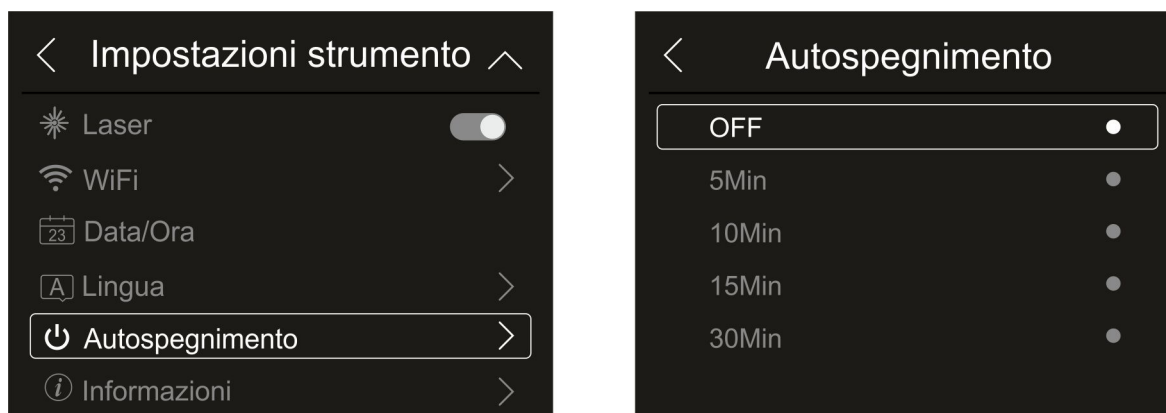 Impostazioni strumento
Laser
WiFi
23 Data/Ora
A Lingua
Autospegnimento
i Informazioni
Autospegnimento
OFF
5Min
10Min
15Min
30Min